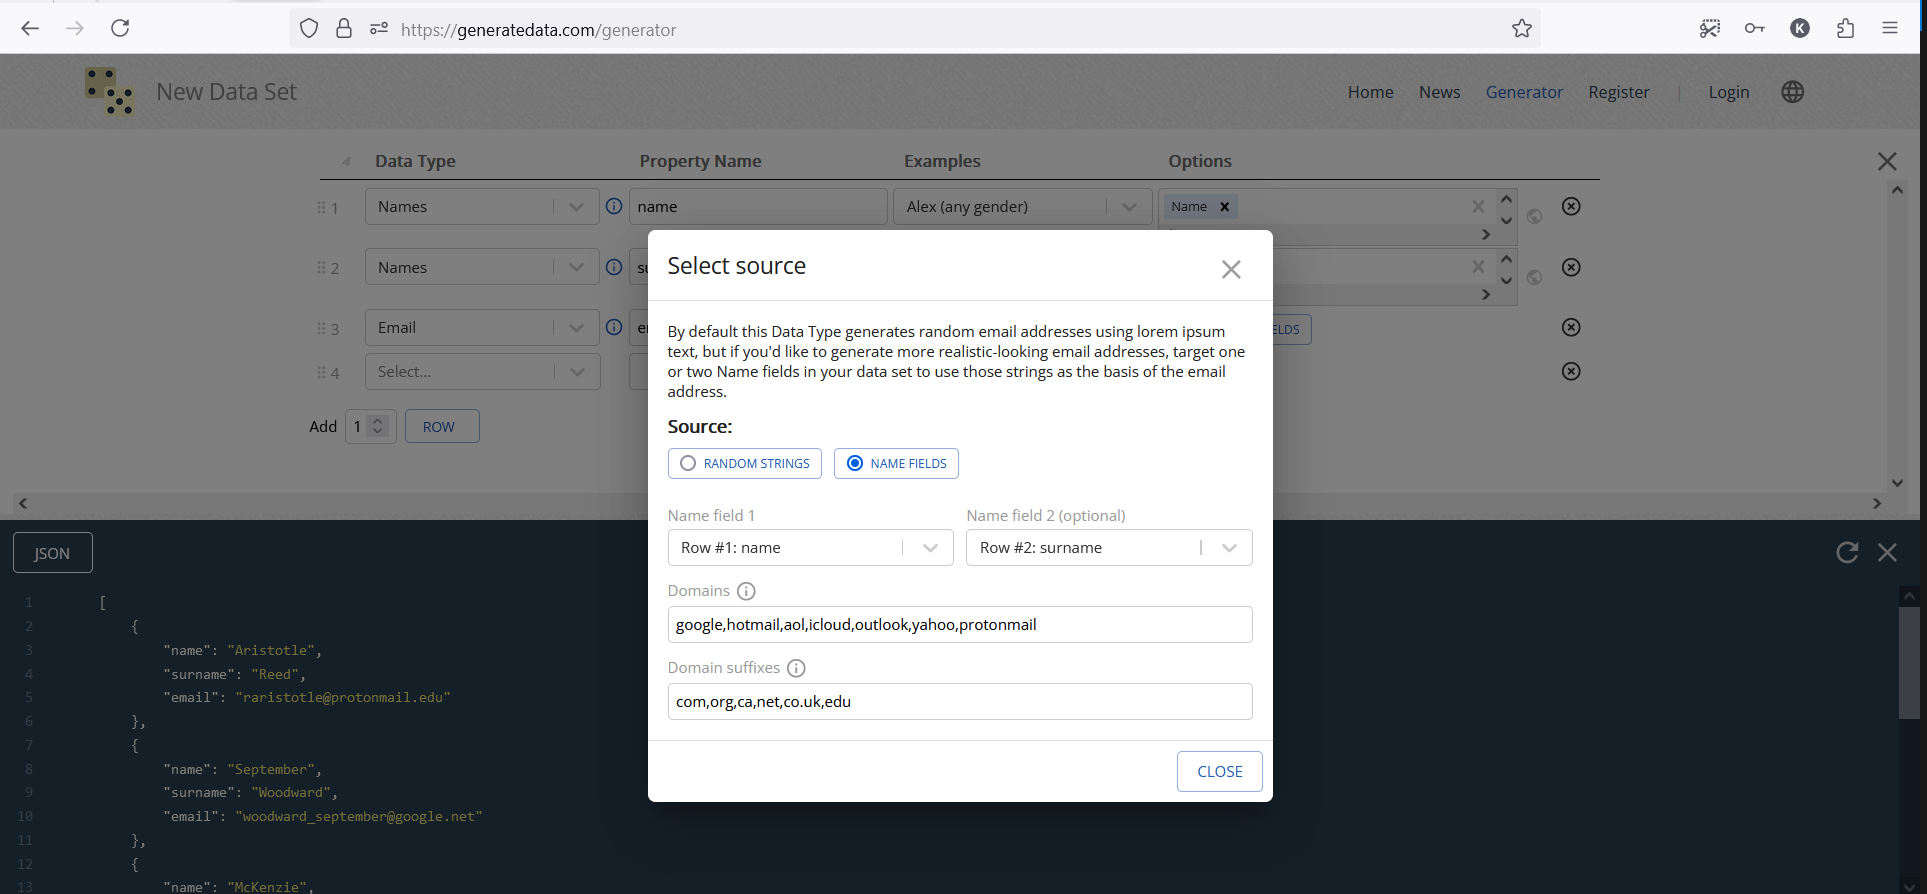 https://generatedata.com/generator
K
New Data Set
Home News Generator Register | Login
4 Data Type Property Name Examples Options
1 Names name Alex (any gender) Name
2 Names
3 Email ELDS
4 Select...
Add 1 ROW
Select source
By default this Data Type generates random email addresses using lorem ipsum
text, but if you'd like to generate more realistic-looking email addresses, target one
or two Name fields in your data set to use those strings as the basis of the email
address.
Source:
RANDOM STRINGS NAME FIELDS
Name field 1 Name field 2 (optional)
Row #1: name Row #2: surname
Domains
google,hotmail,aol,icloud,outlook,yahoo,protonmail
Domain suffixes
com,org,ca,net,co.uk,edu
CLOSE
JSON
1 [
2 {
3 "name": "Aristotle",
4 "surname": "Reed",
5 "email": "raristotle@protonmail.edu"
6 },
7 {
8 "name": "September",
9 "surname": "Woodward",
10 "email": "woodward_september@google.net"
11 },
12 {
13 "name": "McKenzie",